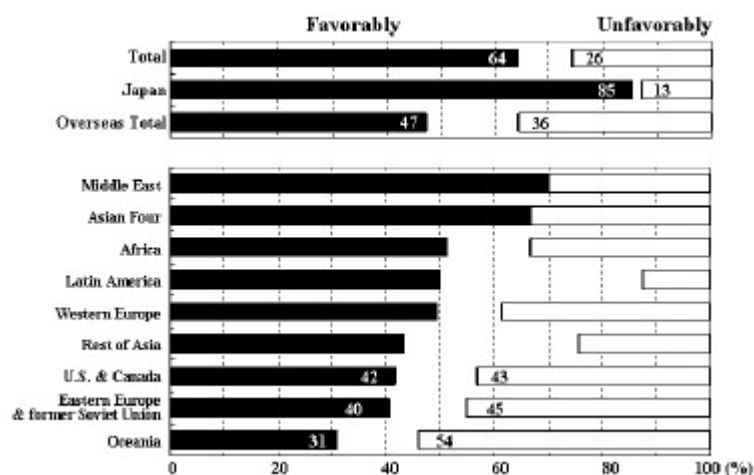 Favorably Unfavorably
Total 64 26
Japan 85 13
Overseas Total 47 36
Middle East
Asian Four
Africa
Latin America
Western Europe
Rest of Asia
U.S. & Canada 42 43
Eastern Europe
& former Soviet Union 40 45
Oceania 31 54
0 20 40 60 80 100 (%)